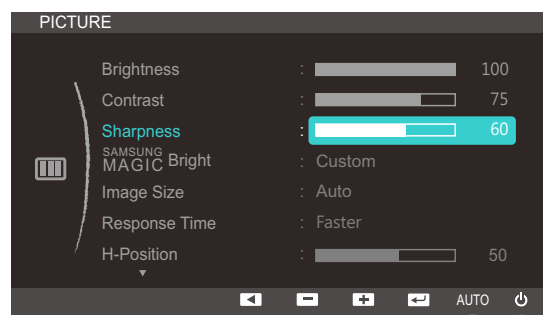 PICTURE
Brightness : 100
Contrast : 75
Sharpness : 60
SAMSUNG MAGIC Bright : Custom
Image Size : Auto
Response Time : Faster
H-Position : 50
AUTO